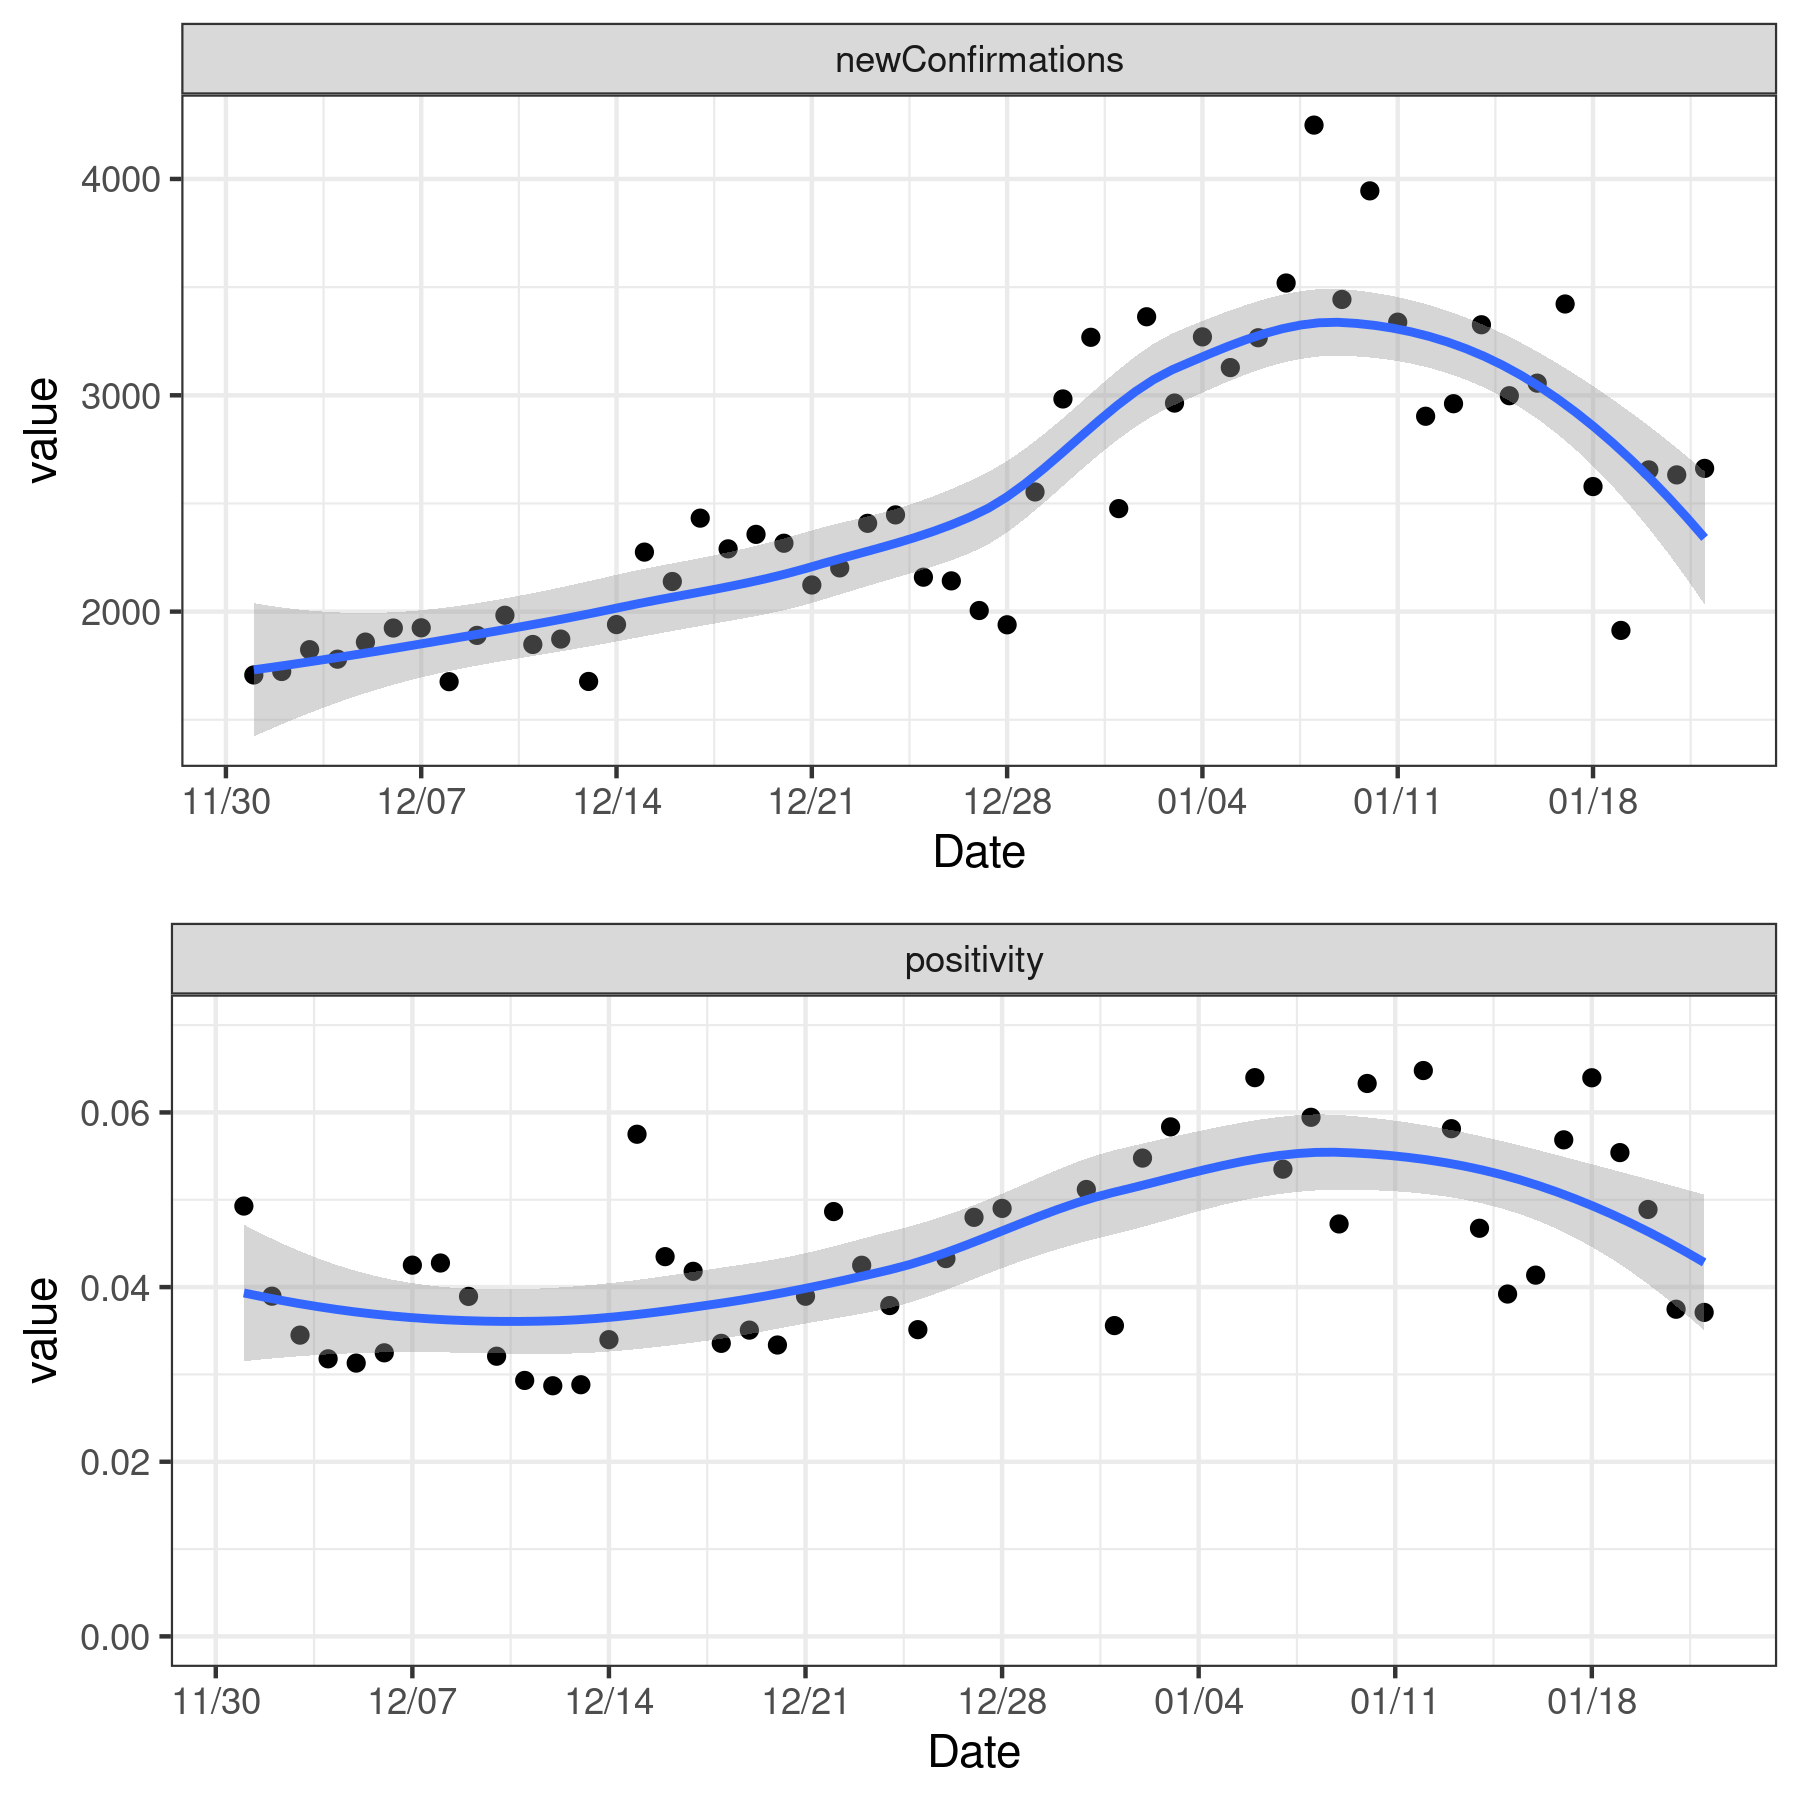 newConfirmations
value
4000
3000
2000
11/30 12/07 12/14 12/21 12/28 01/04 01/11 01/18
Date
positivity
value
0.06
0.04
0.02
0.00
11/30 12/07 12/14 12/21 12/28 01/04 01/11 01/18
Date